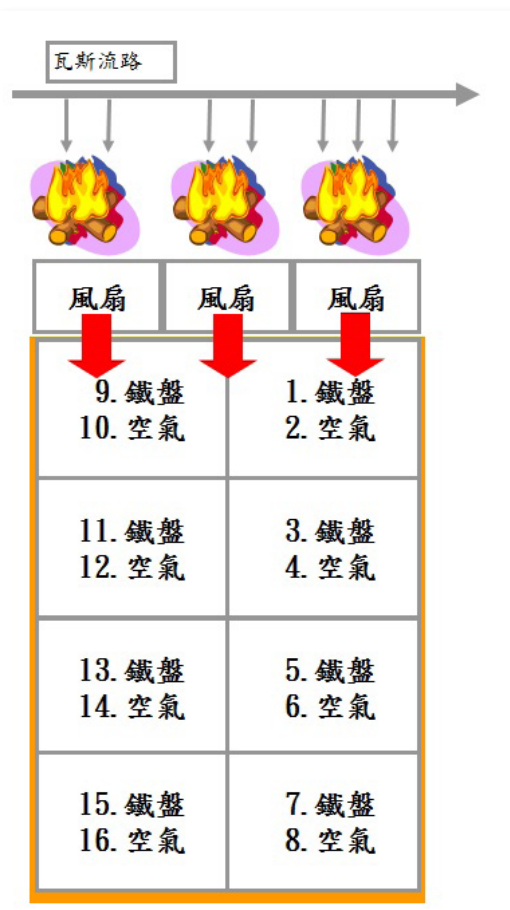 瓦斯流路
風扇 風扇 風扇
9. 鐵盤 1. 鐵盤
10. 空氣 2. 空氣
11. 鐵盤 3. 鐵盤
12. 空氣 4. 空氣
13. 鐵盤 5. 鐵盤
14. 空氣 6. 空氣
15. 鐵盤 7. 鐵盤
16. 空氣 8. 空氣